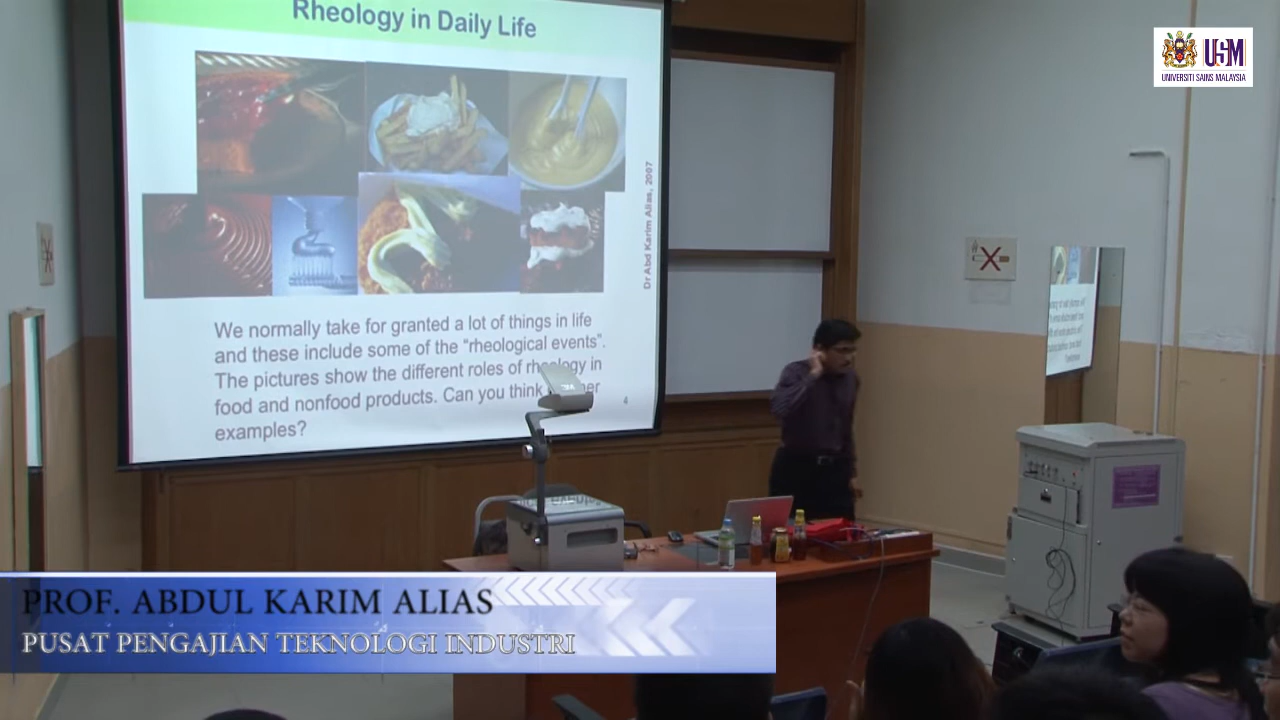 Rheology in Daily Life
Dr Abd Karim Alias, 2007
We normally take for granted a lot of things in life
and these include some of the "rheological events".
The pictures show the different roles of rheology in
food and nonfood products. Can you think
examples?
4
USM
UNIVERSITI SAINS MALAYSIA
PROF. ABDUL KARIM ALIAS
PUSAT PENGAJIAN TEKNOLOGI INDUSTRI